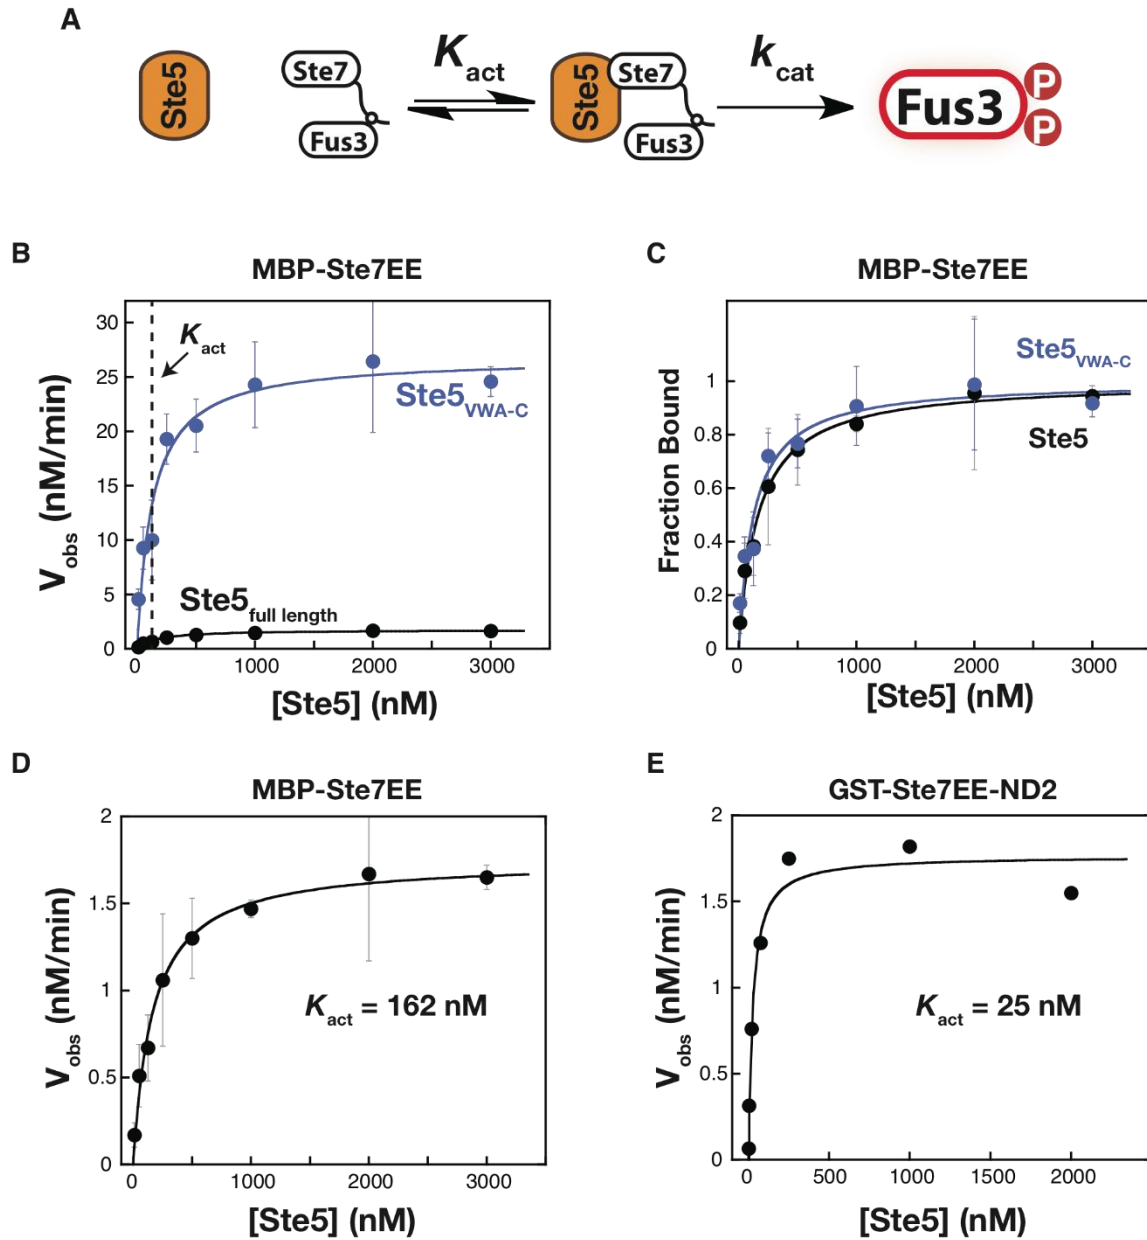 A
Ste5
Ste7
Fus3
Kact
Ste5
Ste7
Fus3
kcat
Fus3
P
P
B
MBP-Ste7EE
Vobs (nM/min)
30
25
20
15
10
5
0
Kact
Ste5VWA-C
Ste5full length
0
1000
2000
3000
[Ste5] (nM)
C
MBP-Ste7EE
Fraction Bound
1
0.8
0.6
0.4
0.2
0
Ste5VWA-C
Ste5
0
1000
2000
3000
[Ste5] (nM)
D
MBP-Ste7EE
Vobs (nM/min)
2
1.5
1
0.5
0
Kact = 162 nM
0
1000
2000
3000
[Ste5] (nM)
E
GST-Ste7EE-ND2
Vobs (nM/min)
2
1.5
1
0.5
0
Kact = 25 nM
0
500
1000
1500
2000
[Ste5] (nM)